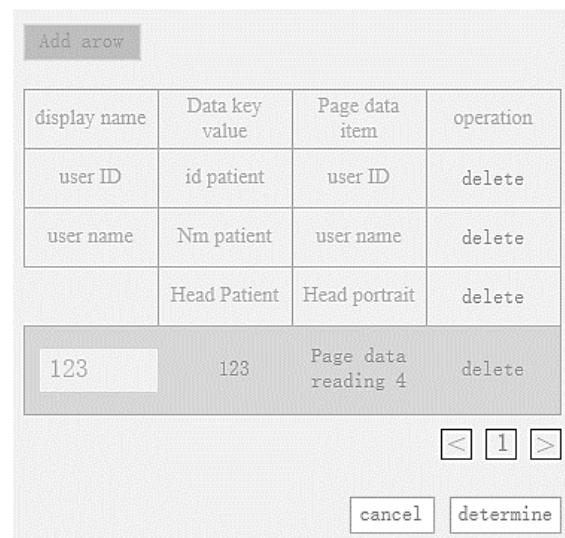 Add arow
display name Data key value Page data item operation
user ID id patient user ID delete
user name Nm patient user name delete
Head Patient Head portrait delete
123 123 Page data reading 4 delete
< 1 >
cancel determine